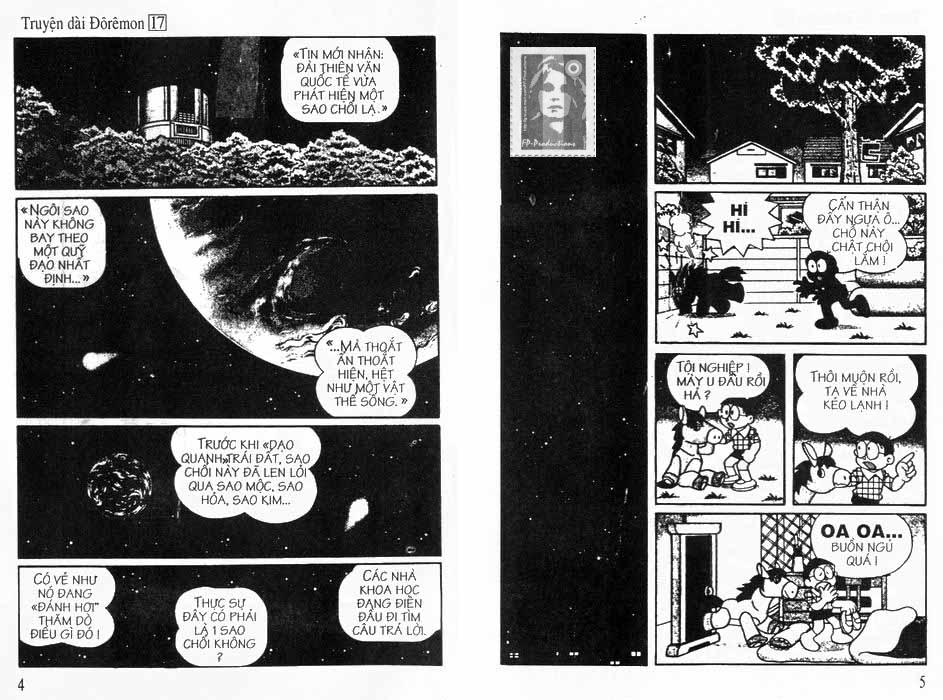 Truyện dài Đôrêmon 17
«TIN MỚI NHẬN:
ĐÀI THIÊN VĂN
QUỐC TẾ VỪA
PHÁT HIỆN MỘT
SAO CHỔI LẠ.»
«NGÔI SAO
NÀY KHÔNG
BAY THEO
MỘT QUỸ
ĐẠO NHẤT
ĐỊNH...»
«...MÀ THOẮT
ẨN THOẮT
HIỆN, HỆT
NHƯ MỘT VẬT
THỂ SỐNG.»
TRƯỚC KHI «DẠO
QUANH» TRÁI ĐẤT, SAO
CHỔI NÀY ĐÃ LEN LỎI
QUA SAO MỘC, SAO
HỎA, SAO KIM...
CÓ VẺ NHƯ
NÓ ĐANG
«ĐÁNH HƠI"
THĂM DÒ
ĐIỀU GÌ ĐÓ!
THỰC SỰ
ĐÂY CÓ PHẢI
LÀ 1 SAO
CHỔI KHÔNG
?
CÁC NHÀ
KHOA HỌC
ĐANG ĐIÊN
ĐẦU ĐI TÌM
CÂU TRẢ LỜI.
4
FP-Productions
HÍ
HÍ...
CẨN THẬN
ĐẤY NGỰA Ô...
CHỖ NÀY
CHẬT CHỘI
LẮM!
TỘI NGHIỆP!
MÀY U ĐẦU RỒI
HẢ?
THÔI MUỘN RỒI,
TA VỀ NHÀ
KẺO LẠNH!
OA OA...
BUỒN NGỦ
QUÁ!
5